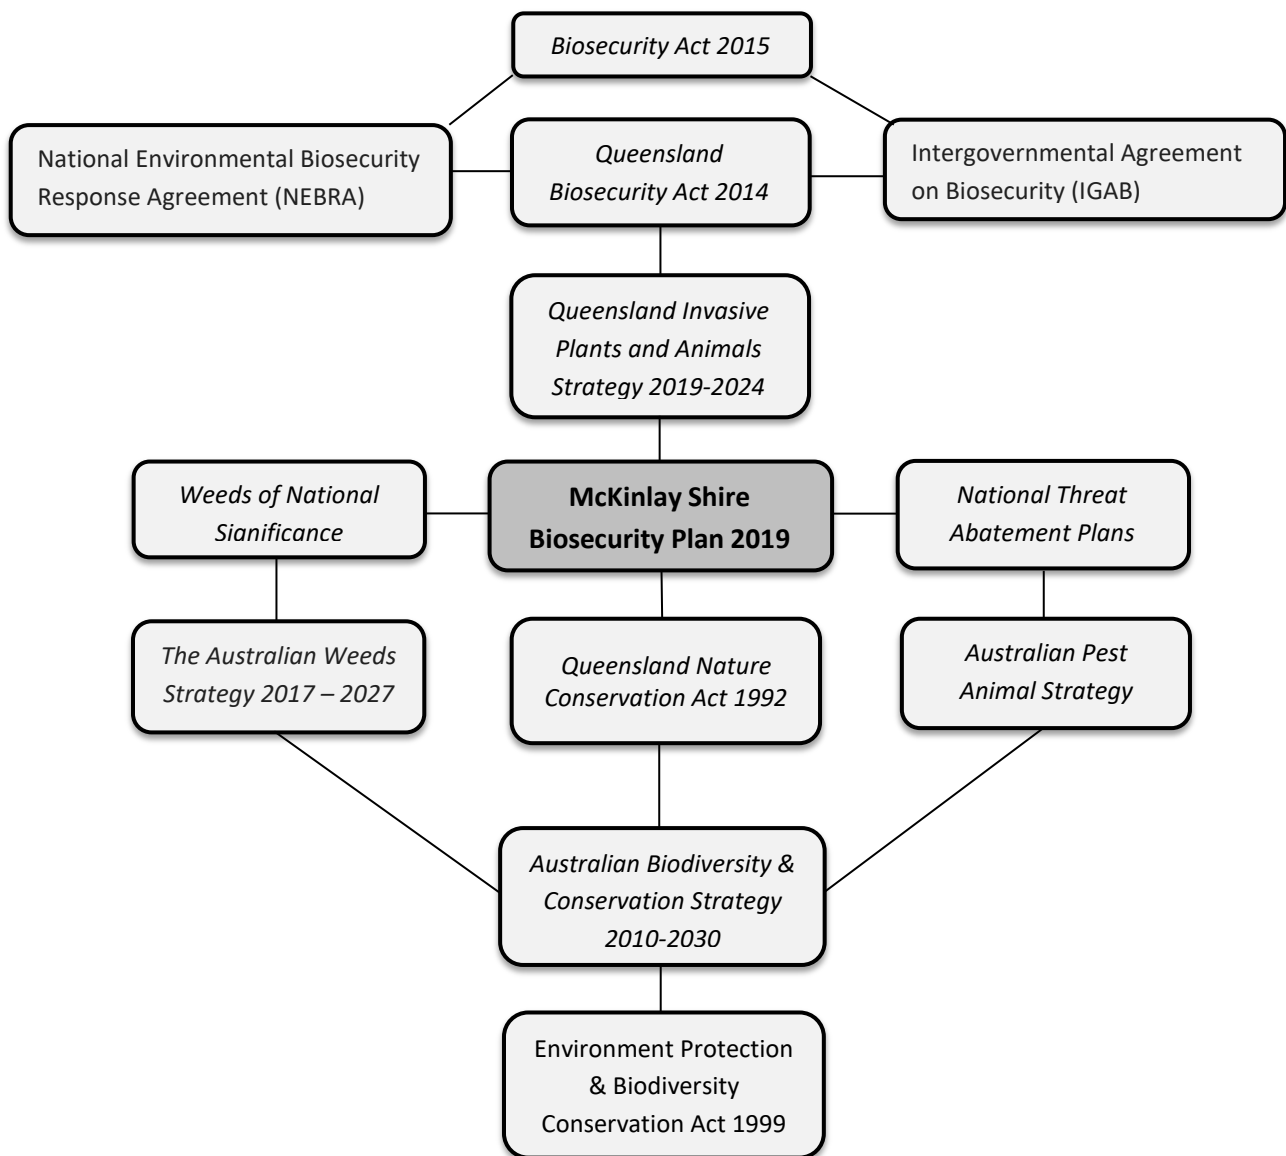 Biosecurity Act 2015
National Environmental Biosecurity
Response Agreement (NEBRA)
Queensland
Biosecurity Act 2014
Intergovernmental Agreement
on Biosecurity (IGAB)
Queensland Invasive
Plants and Animals
Strategy 2019-2024
Weeds of National
Significance
McKinlay Shire
Biosecurity Plan 2019
National Threat
Abatement Plans
The Australian Weeds
Strategy 2017 – 2027
Queensland Nature
Conservation Act 1992
Australian Pest
Animal Strategy
Australian Biodiversity &
Conservation Strategy
2010-2030
Environment Protection
& Biodiversity
Conservation Act 1999